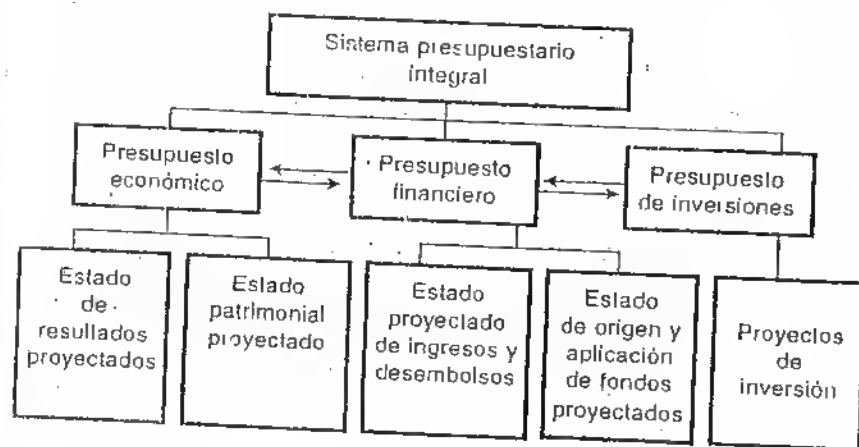 Sistema presupuestario
integral
Presupuesto
económico
Presupuesto
financiero
Presupuesto
de inversiones
Estado
de
resultados
proyectados
Estado
patrimonial
proyectado
Estado
proyectado
de ingresos y
desembolsos
Estado
de origen y
aplicación
de fondos
proyectados
Proyectos
de
inversión